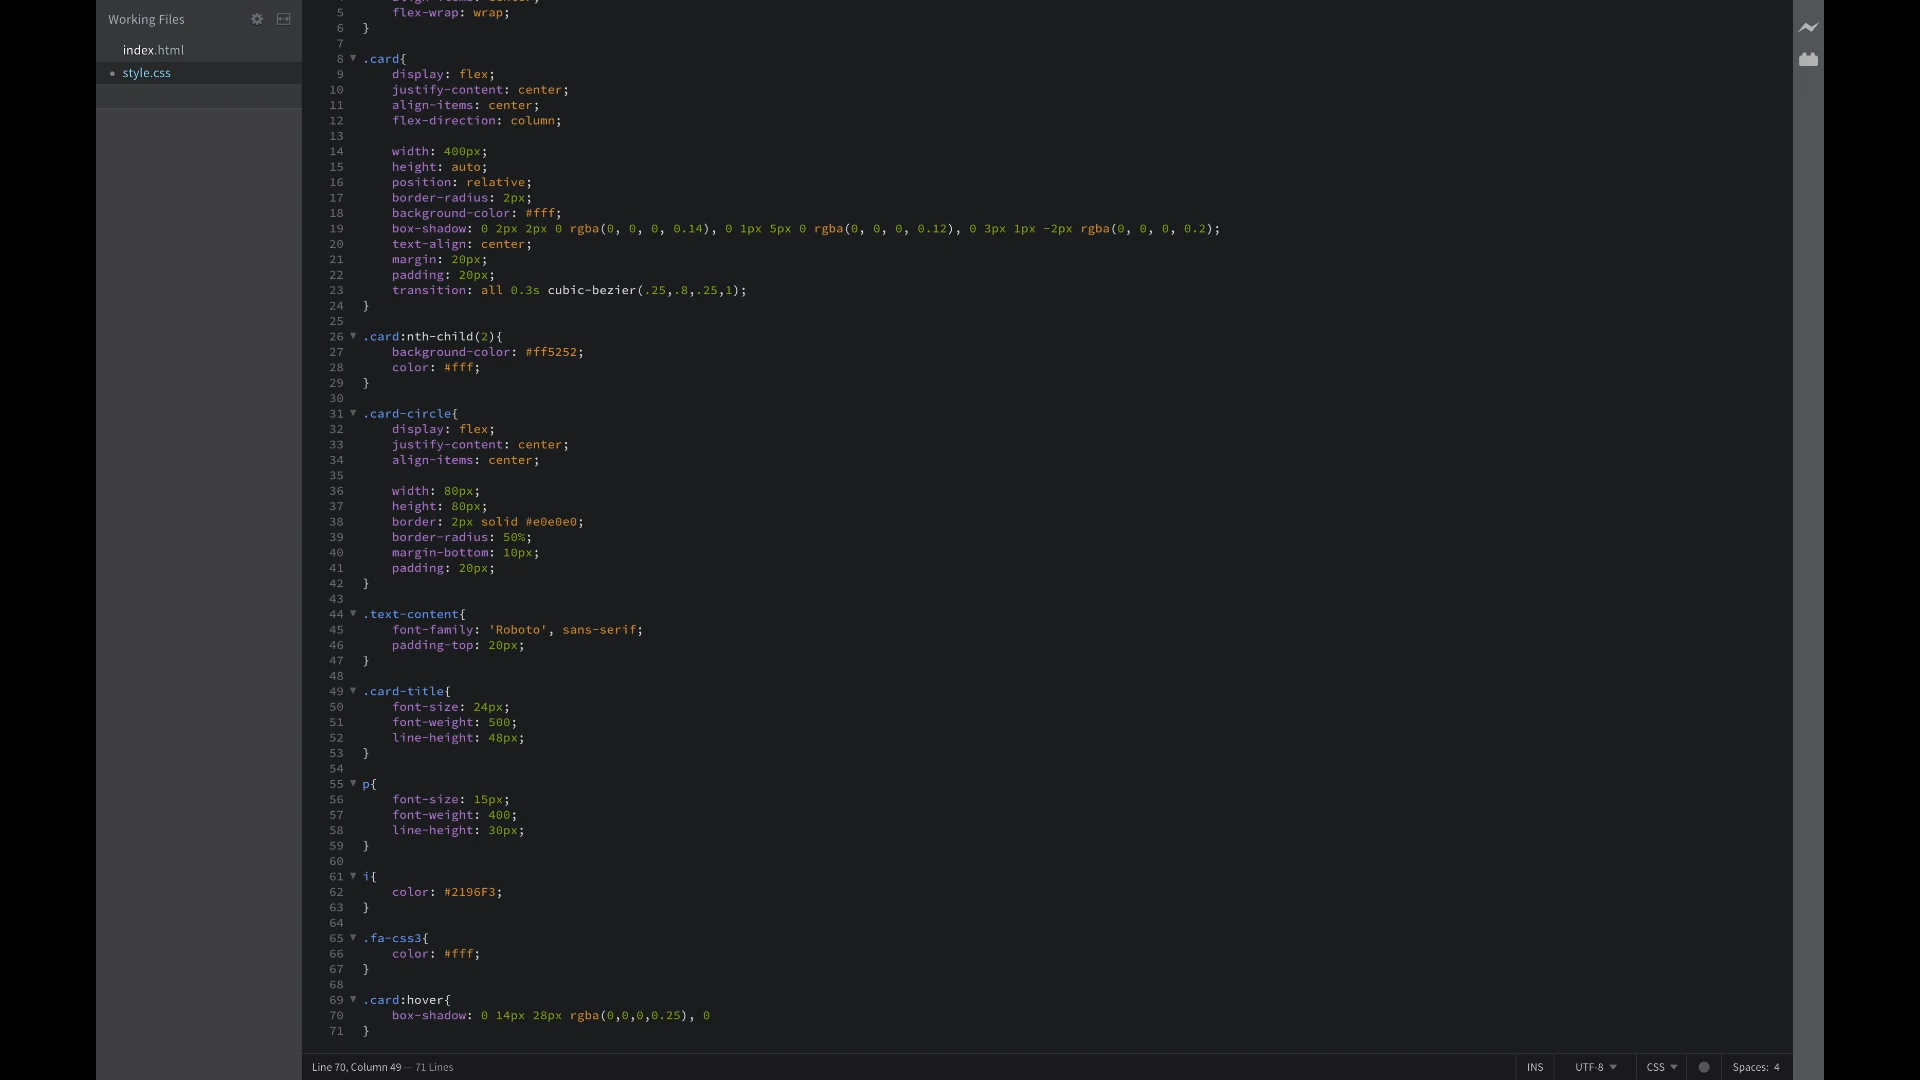 Working Files
index.html
style.css
5 flex-wrap: wrap;
6 }
7
8 .card{
9 display: flex;
10 justify-content: center;
11 align-items: center;
12 flex-direction: column;
13
14 width: 400px;
15 height: auto;
16 position: relative;
17 border-radius: 2px;
18 background-color: #fff;
19 box-shadow: 0 2px 2px 0 rgba(0, 0, 0, 0.14), 0 1px 5px 0 rgba(0, 0, 0, 0.12), 0 3px 1px -2px rgba(0, 0, 0, 0.2);
20 text-align: center;
21 margin: 20px;
22 padding: 20px;
23 transition: all 0.3s cubic-bezier(.25,.8,.25,1);
24 }
25
26 .card:nth-child(2){
27 background-color: #ff5252;
28 color: #fff;
29 }
30
31 .card-circle{
32 display: flex;
33 justify-content: center;
34 align-items: center;
35
36 width: 80px;
37 height: 80px;
38 border: 2px solid #e0e0e0;
39 border-radius: 50%;
40 margin-bottom: 10px;
41 padding: 20px;
42 }
43
44 .text-content{
45 font-family: 'Roboto', sans-serif;
46 padding-top: 20px;
47 }
48
49 .card-title{
50 font-size: 24px;
51 font-weight: 500;
52 line-height: 48px;
53 }
54
55 p{
56 font-size: 15px;
57 font-weight: 400;
58 line-height: 30px;
59 }
60
61 i{
62 color: #2196F3;
63 }
64
65 .fa-css3{
66 color: #fff;
67 }
68
69 .card:hover{
70 box-shadow: 0 14px 28px rgba(0,0,0,0.25), 0
71 }
Line 70, Column 49 — 71 Lines
INS UTF-8 CSS Spaces: 4